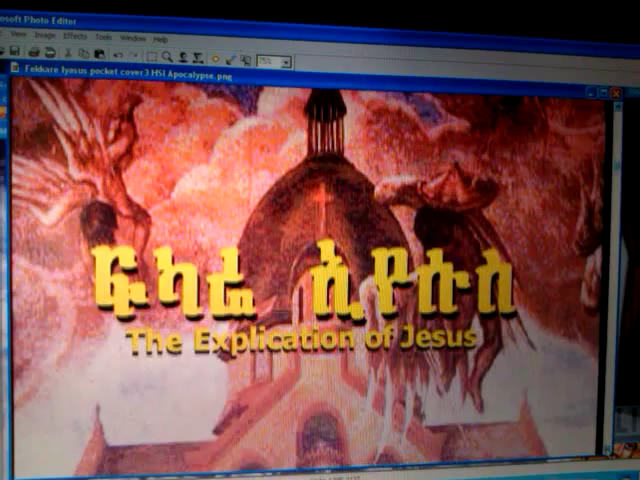 osoft Photo Editor
View Image Effects Tools Window Help
75%
Fekkare Iyasus pocket cover3 HSI Apocalypse.png
ፍካሬ ኢየሱስ
The Explication of Jesus